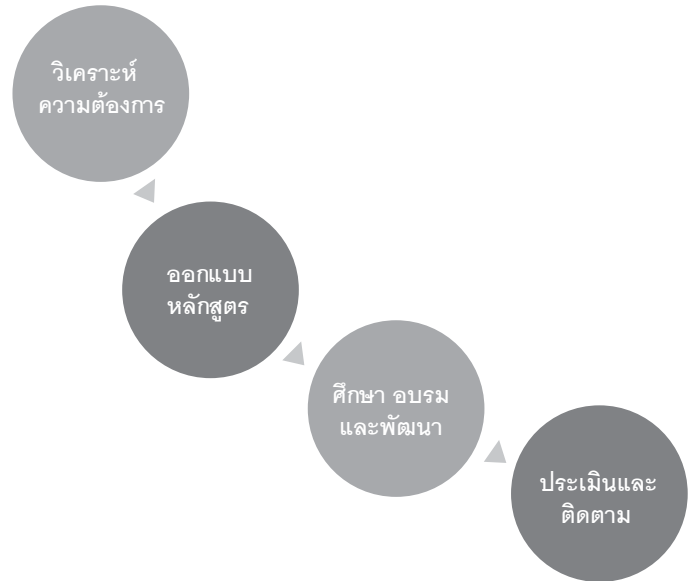 วิเคราะห์
ความต้องการ
ออกแบบ
หลักสูตร
ศึกษา อบรม
และพัฒนา
ประเมินและ
ติดตาม